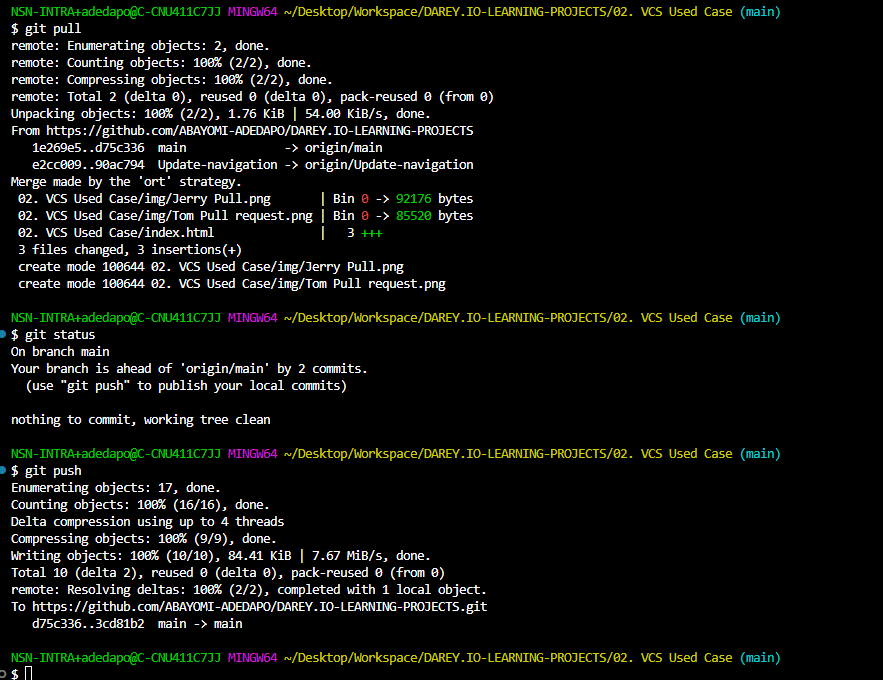 NSN-INTRA+adedapo@C-CNU411C7JJ MINGW64 ~/Desktop/Workspace/DAREY.IO-LEARNING-PROJECTS/02. VCS Used Case (main)
$ git pull
remote: Enumerating objects: 2, done.
remote: Counting objects: 100% (2/2), done.
remote: Compressing objects: 100% (2/2), done.
remote: Total 2 (delta 0), reused 0 (delta 0), pack-reused 0 (from 0)
Unpacking objects: 100% (2/2), 1.76 KiB | 54.00 KiB/s, done.
From https://github.com/ABAYOMI-ADEDAPO/DAREY.IO-LEARNING-PROJECTS
   1e269e5..d75c336  main              -> origin/main
   e2cc009..90ac794  Update-navigation -> origin/Update-navigation
Merge made by the 'ort' strategy.
 02. VCS Used Case/img/Jerry Pull.png       | Bin 0 -> 92176 bytes
 02. VCS Used Case/img/Tom Pull request.png | Bin 0 -> 85520 bytes
 02. VCS Used Case/index.html               |   3 +++
 3 files changed, 3 insertions(+)
 create mode 100644 02. VCS Used Case/img/Jerry Pull.png
 create mode 100644 02. VCS Used Case/img/Tom Pull request.png
NSN-INTRA+adedapo@C-CNU411C7JJ MINGW64 ~/Desktop/Workspace/DAREY.IO-LEARNING-PROJECTS/02. VCS Used Case (main)
$ git status
On branch main
Your branch is ahead of 'origin/main' by 2 commits.
  (use "git push" to publish your local commits)
nothing to commit, working tree clean
NSN-INTRA+adedapo@C-CNU411C7JJ MINGW64 ~/Desktop/Workspace/DAREY.IO-LEARNING-PROJECTS/02. VCS Used Case (main)
$ git push
Enumerating objects: 17, done.
Counting objects: 100% (16/16), done.
Delta compression using up to 4 threads
Compressing objects: 100% (9/9), done.
Writing objects: 100% (10/10), 84.41 KiB | 7.67 MiB/s, done.
Total 10 (delta 2), reused 0 (delta 0), pack-reused 0 (from 0)
remote: Resolving deltas: 100% (2/2), completed with 1 local object.
To https://github.com/ABAYOMI-ADEDAPO/DAREY.IO-LEARNING-PROJECTS.git
   d75c336..3cd81b2  main -> main
NSN-INTRA+adedapo@C-CNU411C7JJ MINGW64 ~/Desktop/Workspace/DAREY.IO-LEARNING-PROJECTS/02. VCS Used Case (main)
$